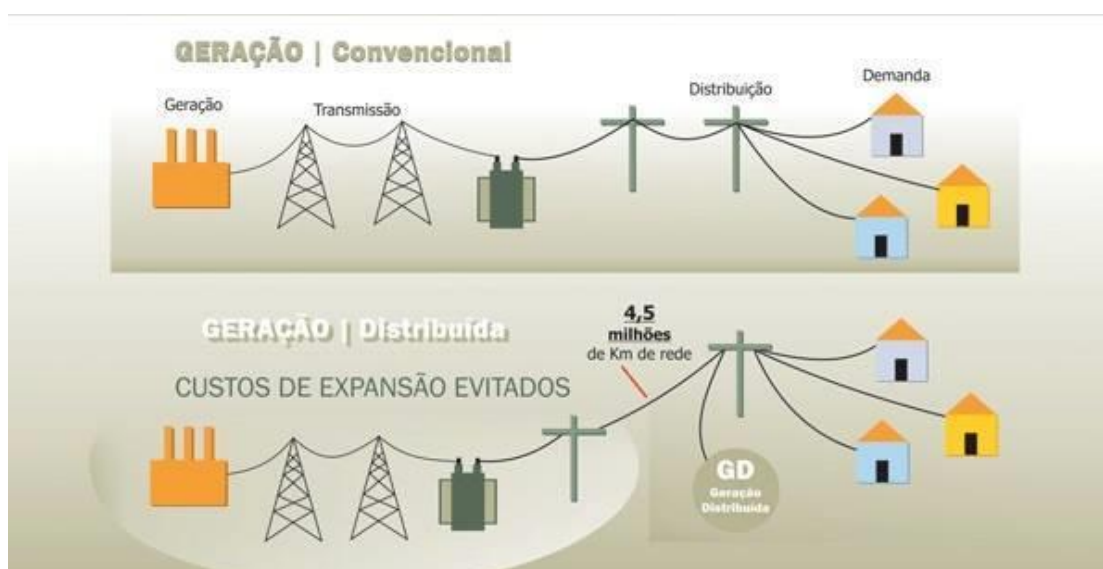 GERAÇÃO | Convencional
Geração
Transmissão
Distribuição
Demanda
GERAÇÃO | Distribuída
CUSTOS DE EXPANSÃO EVITADOS
4,5
milhões
de Km de rede
GD
Geração
Distribuída